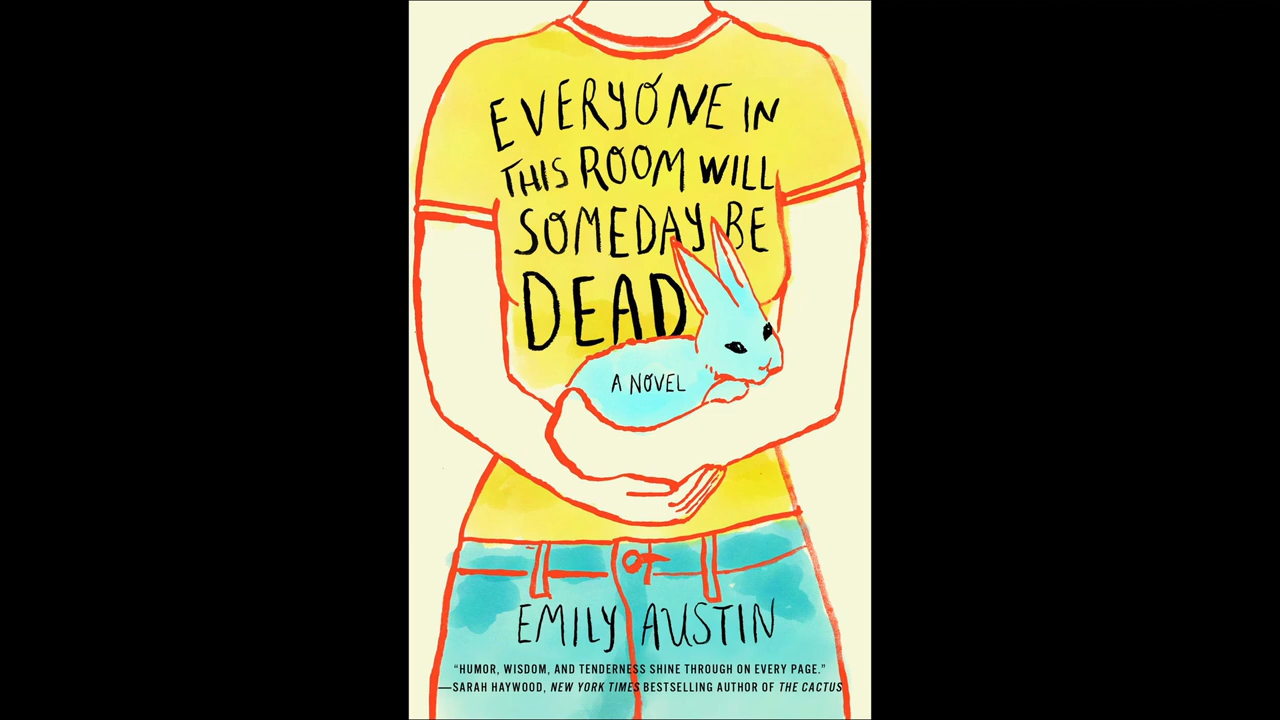 EVERYONE IN
THIS ROOM WILL
SOMEDAY BE
DEAD
A NOVEL
EMILY AUSTIN
“HUMOR, WISDOM, AND TENDERNESS SHINE THROUGH ON EVERY PAGE.”
—SARAH HAYWOOD, NEW YORK TIMES BESTSELLING AUTHOR OF THE CACTUS